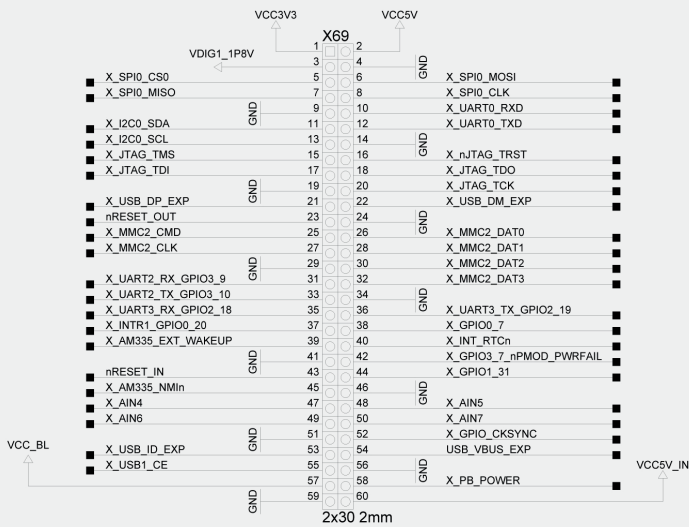 VCC3V3 VCC5V
X69
1 2
VDIG1_1P8V 3 4 GND
X_SPI0_CS0 5 6 X_SPI0_MOSI
X_SPI0_MISO 7 8 X_SPI0_CLK
GND 9 10 X_UART0_RXD
X_I2C0_SDA 11 12 X_UART0_TXD
X_I2C0_SCL 13 14 GND
X_JTAG_TMS 15 16 X_nJTAG_TRST
X_JTAG_TDI 17 18 X_JTAG_TDO
GND 19 20 X_JTAG_TCK
X_USB_DP_EXP 21 22 X_USB_DM_EXP
nRESET_OUT 23 24 GND
X_MMC2_CMD 25 26 X_MMC2_DAT0
X_MMC2_CLK 27 28 X_MMC2_DAT1
GND 29 30 X_MMC2_DAT2
X_UART2_RX_GPIO3_9 31 32 X_MMC2_DAT3
X_UART2_TX_GPIO3_10 33 34 GND
X_UART3_RX_GPIO2_18 35 36 X_UART3_TX_GPIO2_19
X_INTR1_GPIO0_20 37 38 X_GPIO0_7
X_AM335_EXT_WAKEUP 39 40 X_INT_RTCn
GND 41 42 X_GPIO3_7_nPMOD_PWRFAIL
nRESET_IN 43 44 X_GPIO1_31
X_AM335_NMIn 45 46 GND
X_AIN4 47 48 X_AIN5
X_AIN6 49 50 X_AIN7
GND 51 52 X_GPIO_CKSYNC
X_USB_ID_EXP 53 54 USB_VBUS_EXP
X_USB1_CE 55 56 GND
VCC_BL 57 58 X_PB_POWER
GND 59 60 VCC5V_IN
2x30 2mm